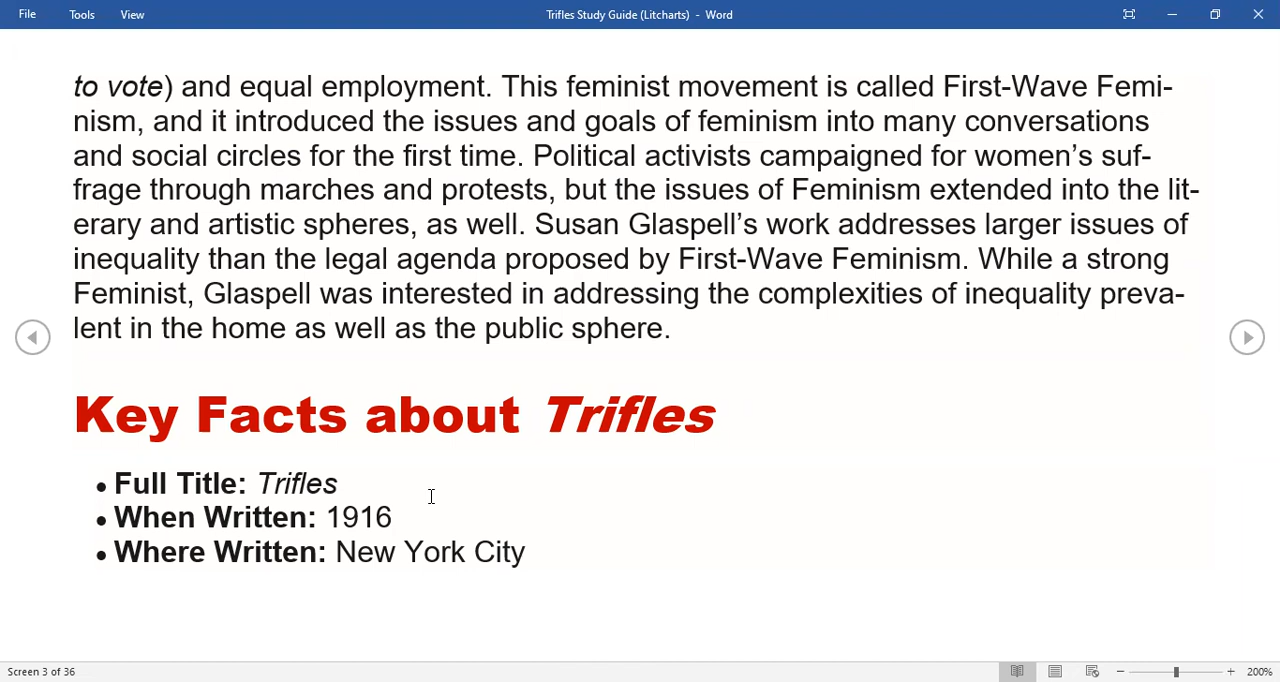 File Tools View Trifles Study Guide (Litcharts) - Word
to vote) and equal employment. This feminist movement is called First-Wave Femi-
nism, and it introduced the issues and goals of feminism into many conversations
and social circles for the first time. Political activists campaigned for women’s suf-
frage through marches and protests, but the issues of Feminism extended into the lit-
erary and artistic spheres, as well. Susan Glaspell’s work addresses larger issues of
inequality than the legal agenda proposed by First-Wave Feminism. While a strong
Feminist, Glaspell was interested in addressing the complexities of inequality preva-
lent in the home as well as the public sphere.
Key Facts about Trifles
• Full Title: Trifles
• When Written: 1916
• Where Written: New York City
Screen 3 of 36 200%